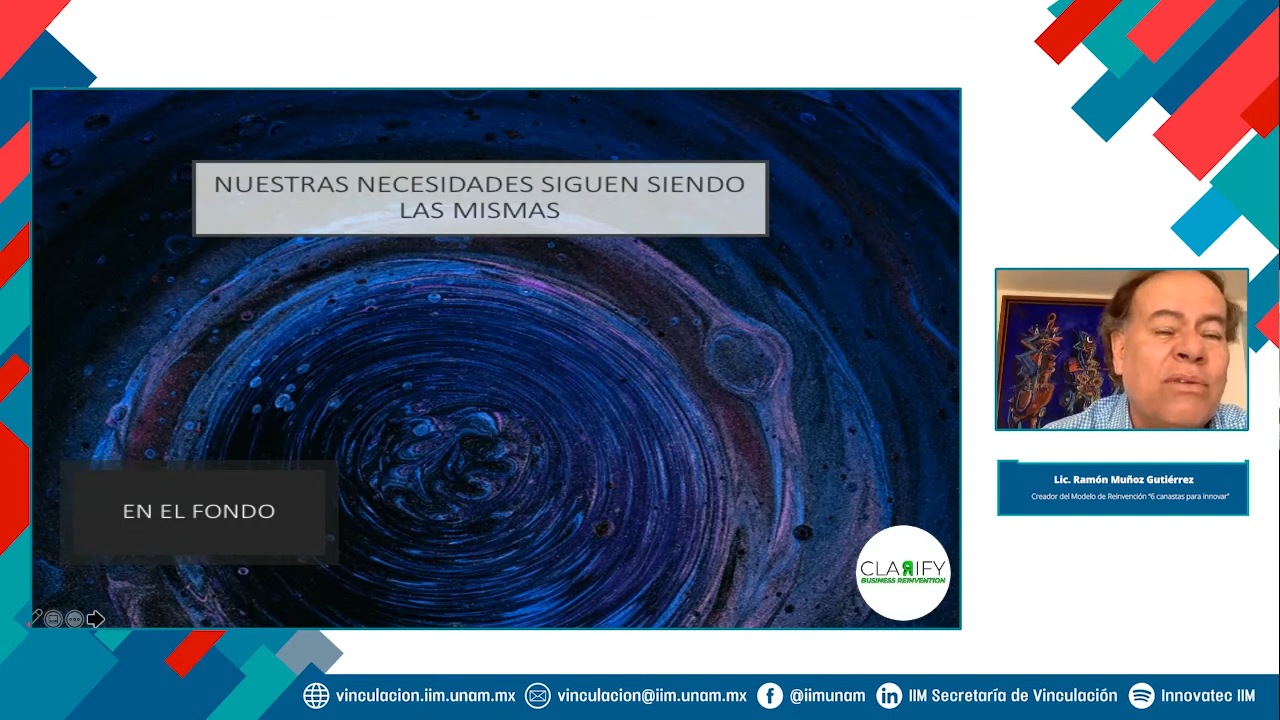 NUESTRAS NECESIDADES SIGUEN SIENDO
LAS MISMAS
EN EL FONDO
CLARIFY
BUSINESS REINVENTION
Lic. Ramón Muñoz Gutiérrez
Creador del Modelo de Reinvención "6 canastas para innovar"
vinculacion.iim.unam.mx vinculacion@iim.unam.mx @iimunam IIM Secretaría de Vinculación Innovatec IIM